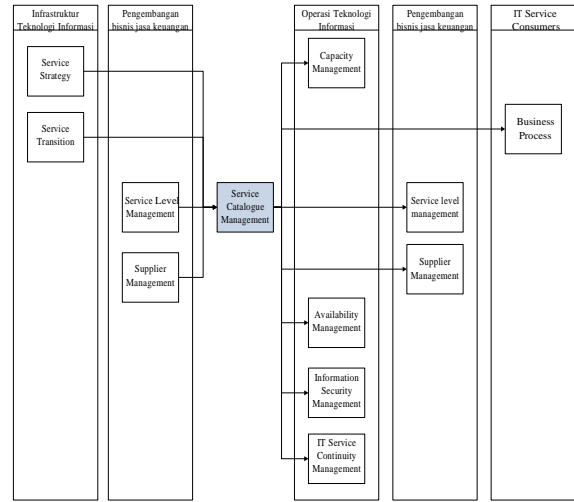 Infrastruktur
Teknologi Informasi
Pengembangan
bisnis jasa keuangan
Operasi Teknologi
Informasi
Pengembangan
bisnis jasa keuangan
IT Service
Consumers
Service
Strategy
Service
Transition
Service Level
Management
Supplier
Management
Service
Catalogue
Management
Capacity
Management
Business
Process
Service level
management
Supplier
Management
Availability
Management
Information
Security
Management
IT Service
Continuity
Management